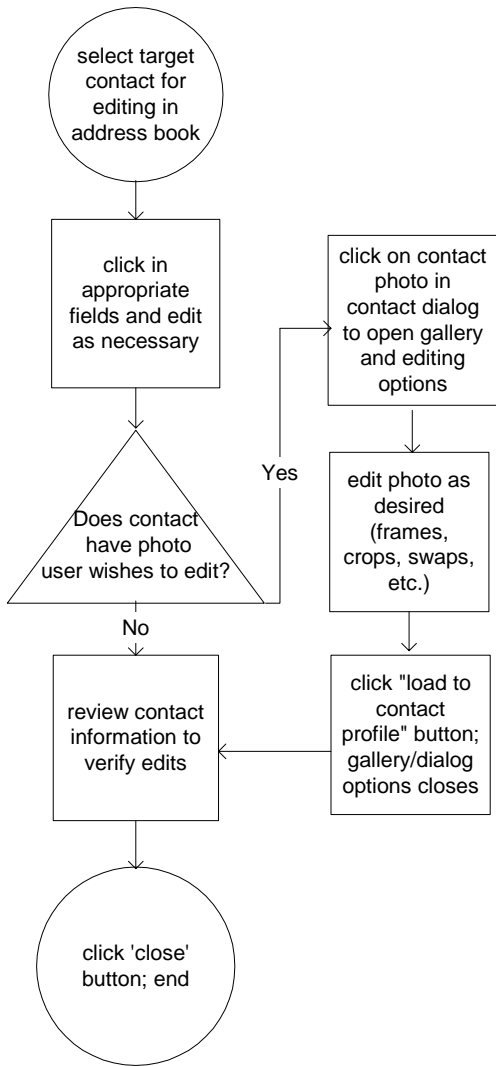 select target
contact for
editing in
address book
click in
appropriate
fields and edit
as necessary
Does contact
have photo
user wishes to edit?
Yes
click on contact
photo in
contact dialog
to open gallery
and editing
options
edit photo as
desired
(frames,
crops, swaps,
etc.)
click "load to
contact
profile" button;
gallery/dialog
options closes
No
review contact
information to
verify edits
click 'close'
button; end